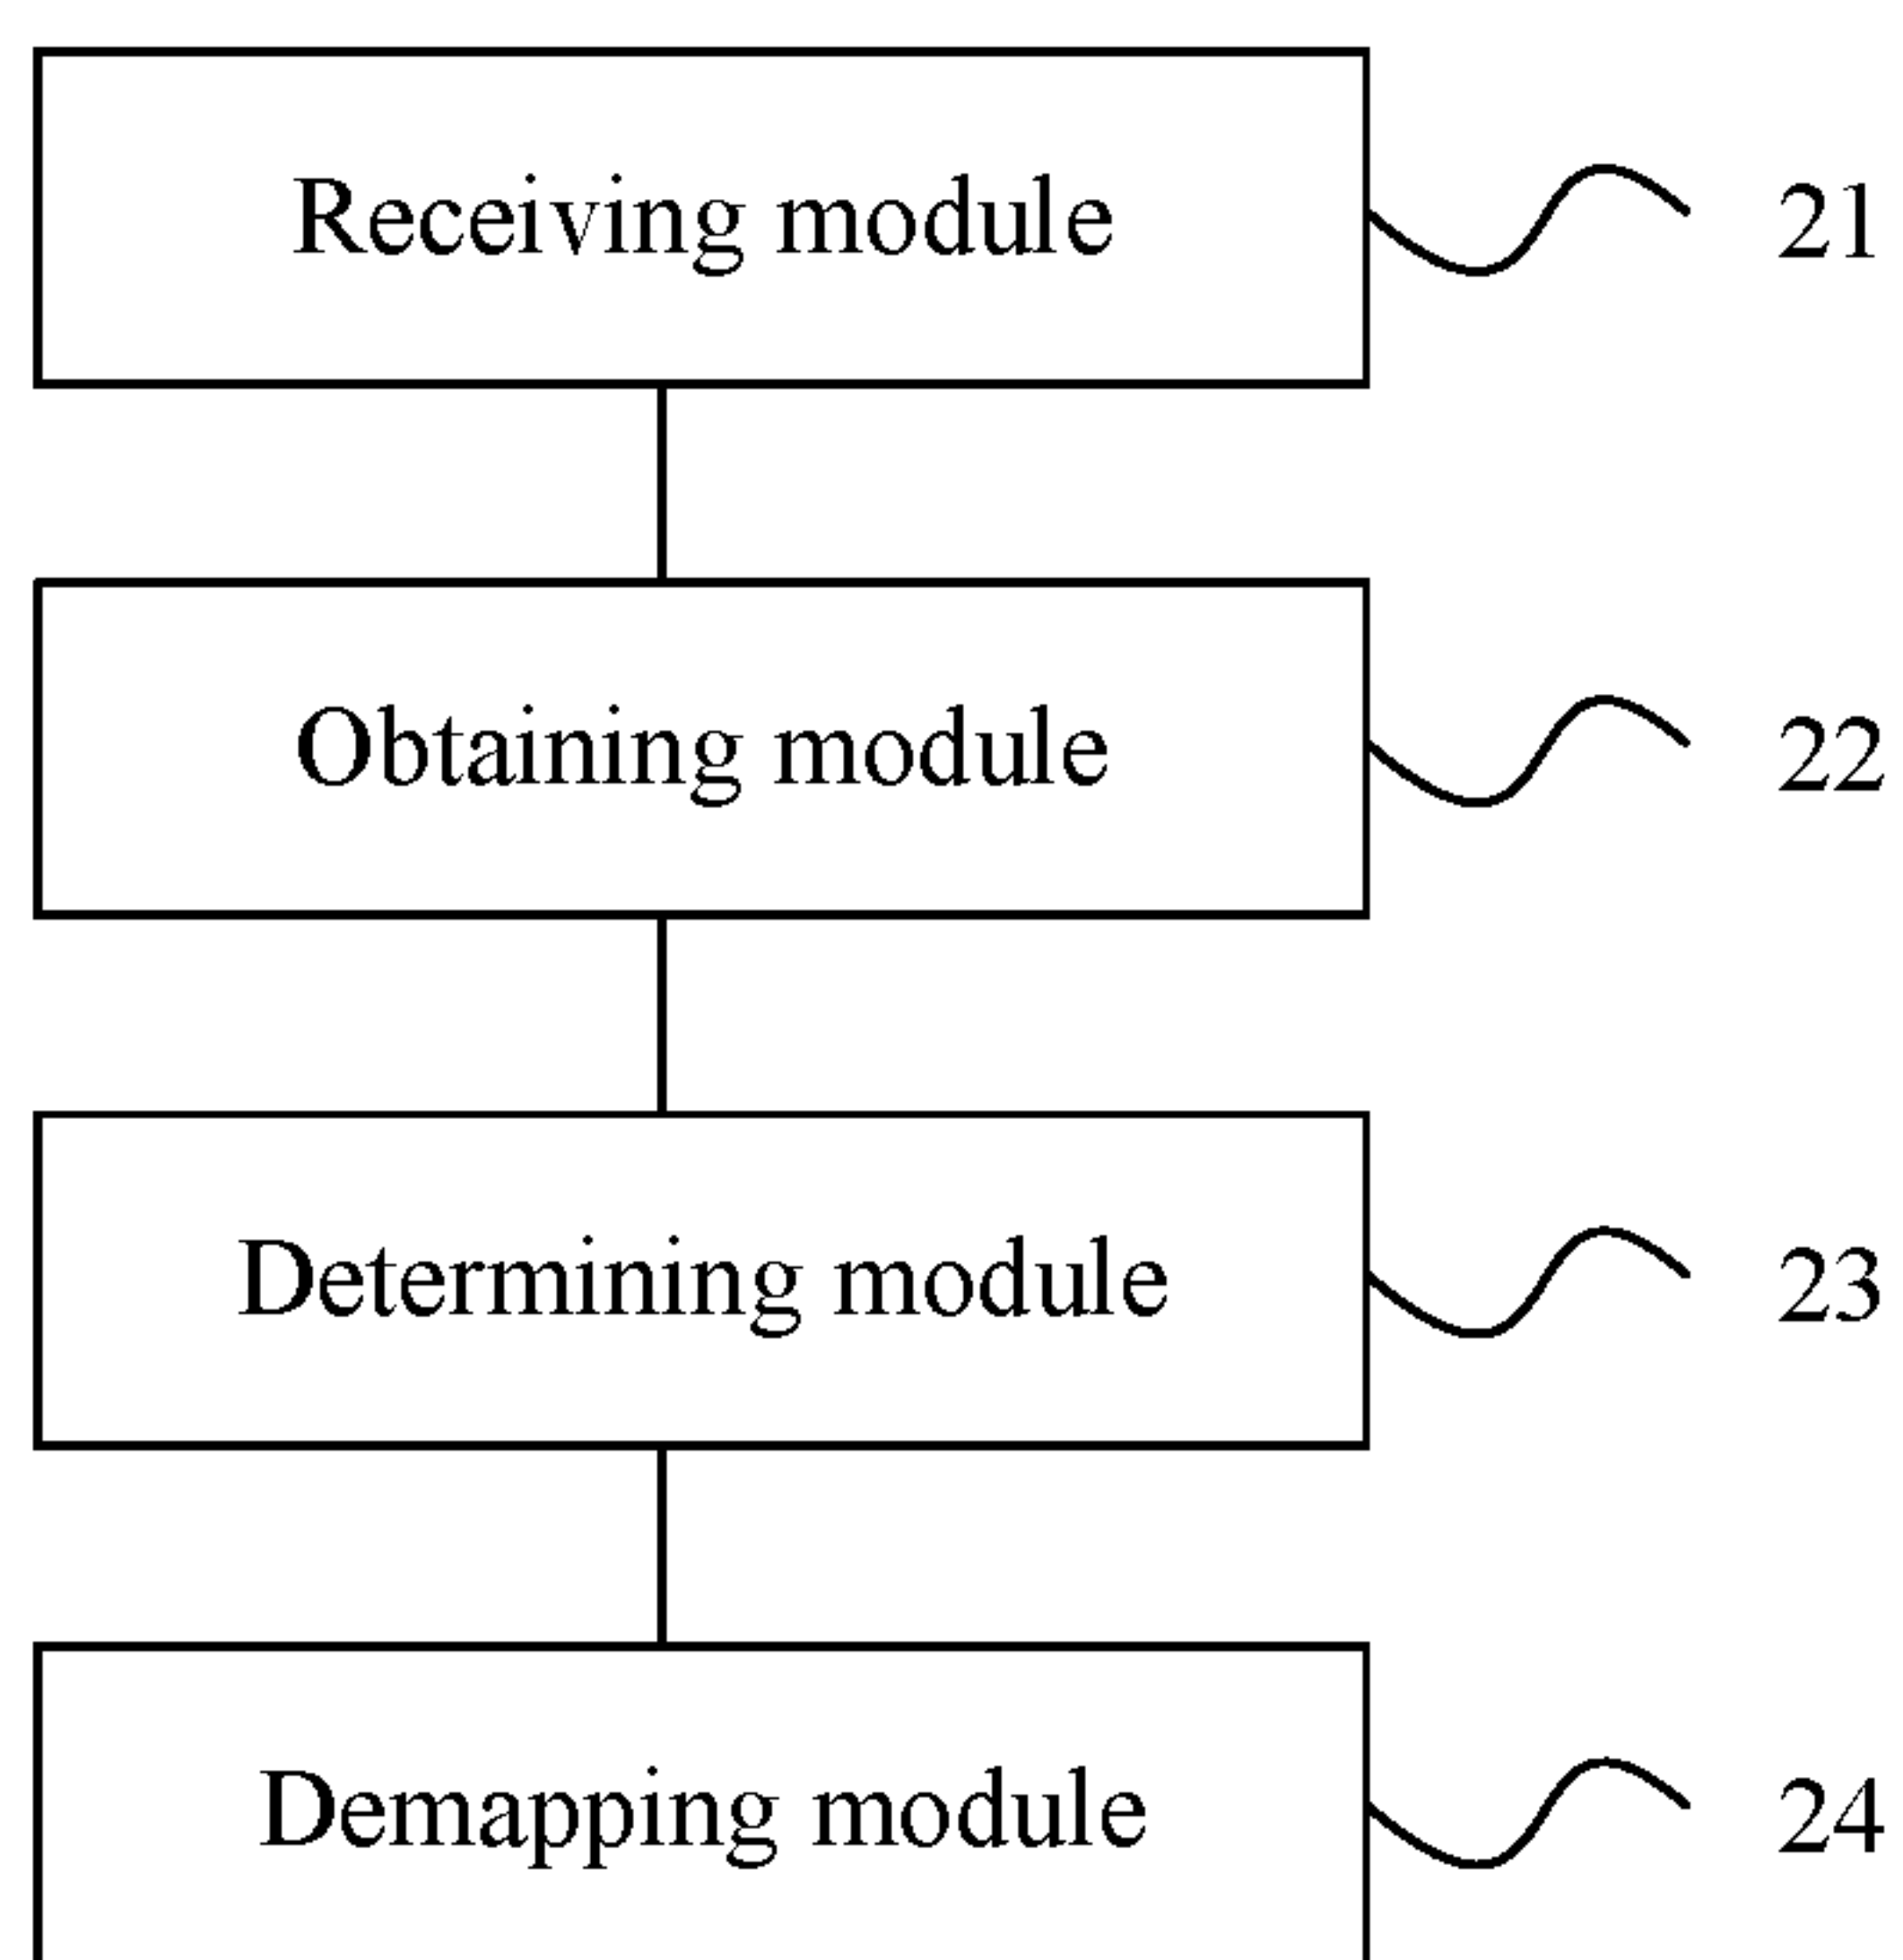 Receiving module 21
Obtaining module 22
Determining module 23
Demapping module 24